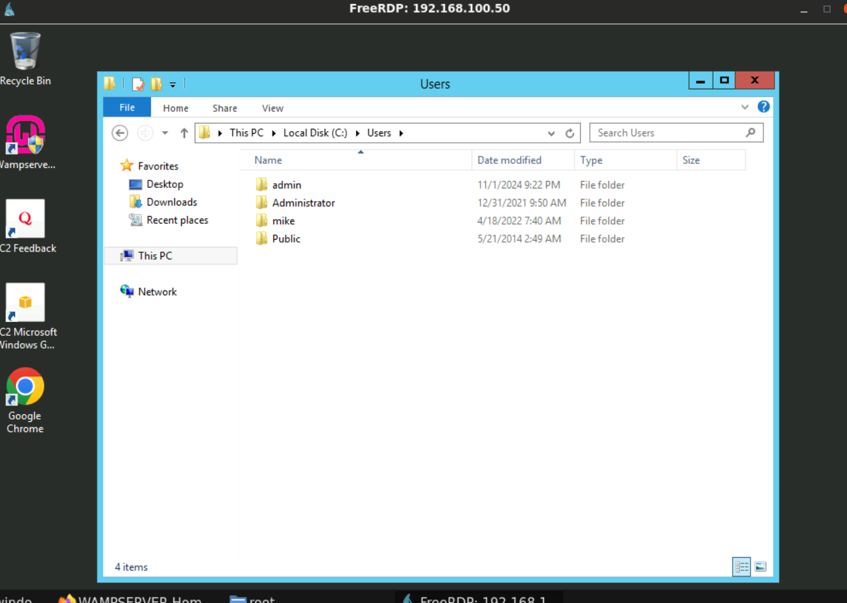 FreeRDP: 192.168.100.50
Recycle Bin
Wampserve...
C2 Feedback
C2 Microsoft
Windows G...
Google
Chrome
Users
File Home Share View
This PC Local Disk (C:) Users
Search Users
Favorites
Desktop
Downloads
Recent places
This PC
Network
Name Date modified Type Size
admin 11/1/2024 9:22 PM File folder
Administrator 12/31/2021 9:50 AM File folder
mike 4/18/2022 7:40 AM File folder
Public 5/21/2014 2:49 AM File folder
4 items
WAMPSERVER Hom
root
FreeRDP: 192.168.1